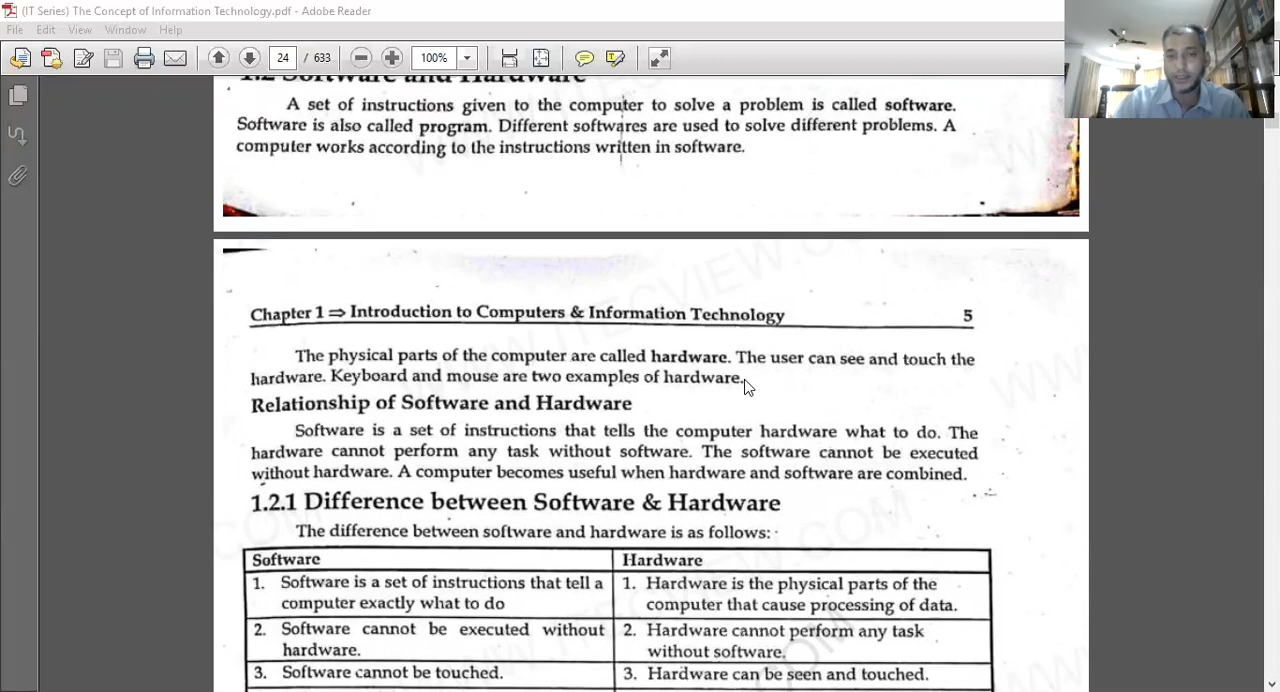 (IT Series) The Concept of Information Technology.pdf - Adobe Reader
File Edit View Window Help
24 / 633 100%
1.2 Software and Hardware
A set of instructions given to the computer to solve a problem is called software.
Software is also called program. Different softwares are used to solve different problems. A
computer works according to the instructions written in software.
WWW.ITECVIEW.COM
Chapter 1 ⇒ Introduction to Computers & Information Technology 5
The physical parts of the computer are called hardware. The user can see and touch the
hardware. Keyboard and mouse are two examples of hardware.
Relationship of Software and Hardware
Software is a set of instructions that tells the computer hardware what to do. The
hardware cannot perform any task without software. The software cannot be executed
without hardware. A computer becomes useful when hardware and software are combined.
1.2.1 Difference between Software & Hardware
The difference between software and hardware is as follows:
Software Hardware
1. Software is a set of instructions that tell a 1. Hardware is the physical parts of the
computer exactly what to do computer that cause processing of data.
2. Software cannot be executed without 2. Hardware cannot perform any task
hardware. without software.
3. Software cannot be touched. 3. Hardware can be seen and touched.